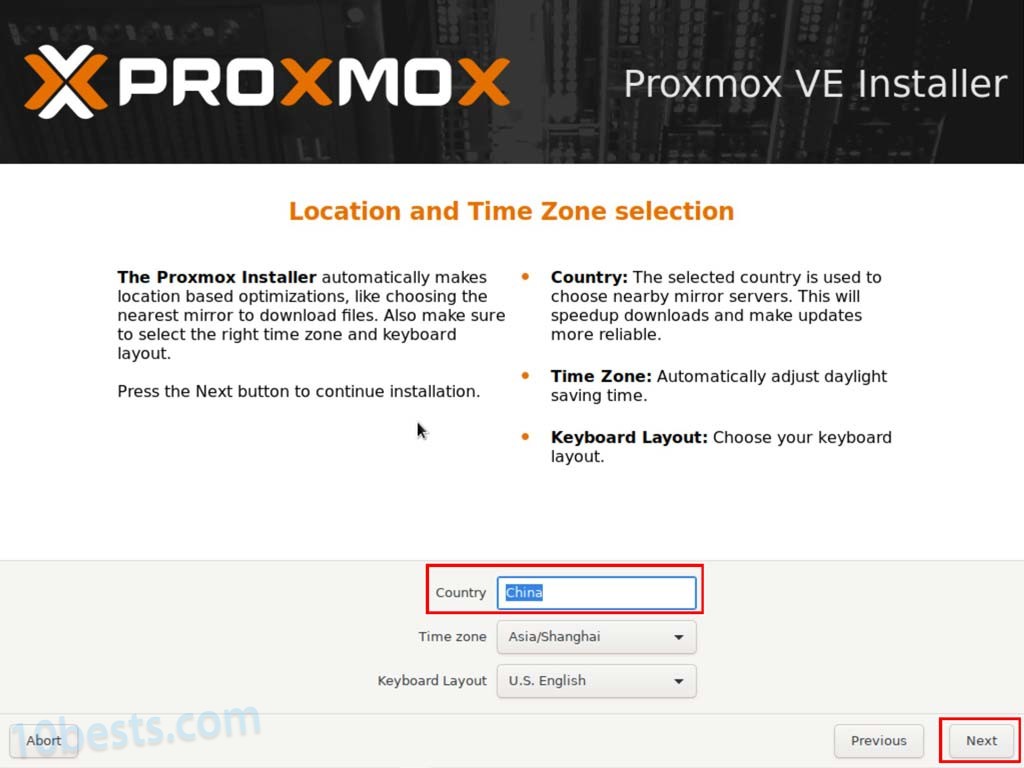 PROXMOX
Proxmox VE Installer
Location and Time Zone selection
The Proxmox Installer automatically makes
location based optimizations, like choosing the
nearest mirror to download files. Also make sure
to select the right time zone and keyboard
layout.
Press the Next button to continue installation.
Country: The selected country is used to
choose nearby mirror servers. This will
speedup downloads and make updates
more reliable.
Time Zone: Automatically adjust daylight
saving time.
Keyboard Layout: Choose your keyboard
layout.
Country China
Time zone Asia/Shanghai
Keyboard Layout U.S. English
10bests.com
Abort Previous Next